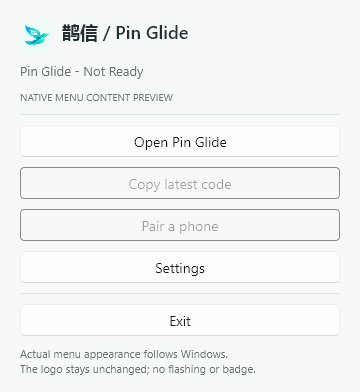 鹊信 / Pin Glide
Pin Glide - Not Ready
NATIVE MENU CONTENT PREVIEW
Open Pin Glide
Copy latest code
Pair a phone
Settings
Exit
Actual menu appearance follows Windows.
The logo stays unchanged; no flashing or badge.